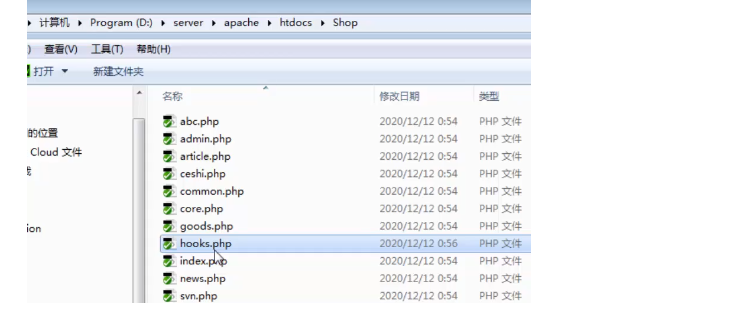 计算机 ▸ Program (D:) ▸ server ▸ apache ▸ htdocs ▸ Shop
) 查看(V) 工具(T) 帮助(H)
打开 新建文件夹
名称 修改日期 类型
abc.php 2020/12/12 0:54 PHP 文件
admin.php 2020/12/12 0:54 PHP 文件
的位置
article.php 2020/12/12 0:54 PHP 文件
Cloud 文件
ceshi.php 2020/12/12 0:54 PHP 文件
common.php 2020/12/12 0:54 PHP 文件
core.php 2020/12/12 0:54 PHP 文件
goods.php 2020/12/12 0:54 PHP 文件
ion
hooks.php 2020/12/12 0:56 PHP 文件
index.php 2020/12/12 0:54 PHP 文件
news.php 2020/12/12 0:54 PHP 文件
svn.php 2020/12/12 0:54 PHP 文件